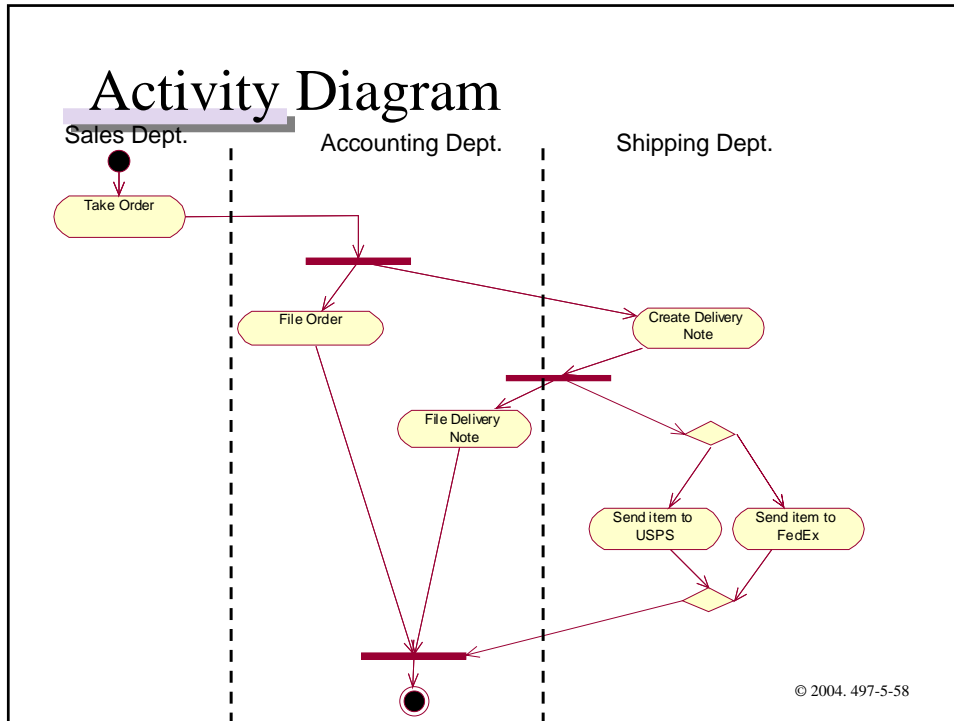 Activity Diagram
Sales Dept.
Accounting Dept.
Shipping Dept.
Take Order
File Order
Create Delivery
Note
File Delivery
Note
Send item to
USPS
Send item to
FedEx
© 2004. 497-5-58